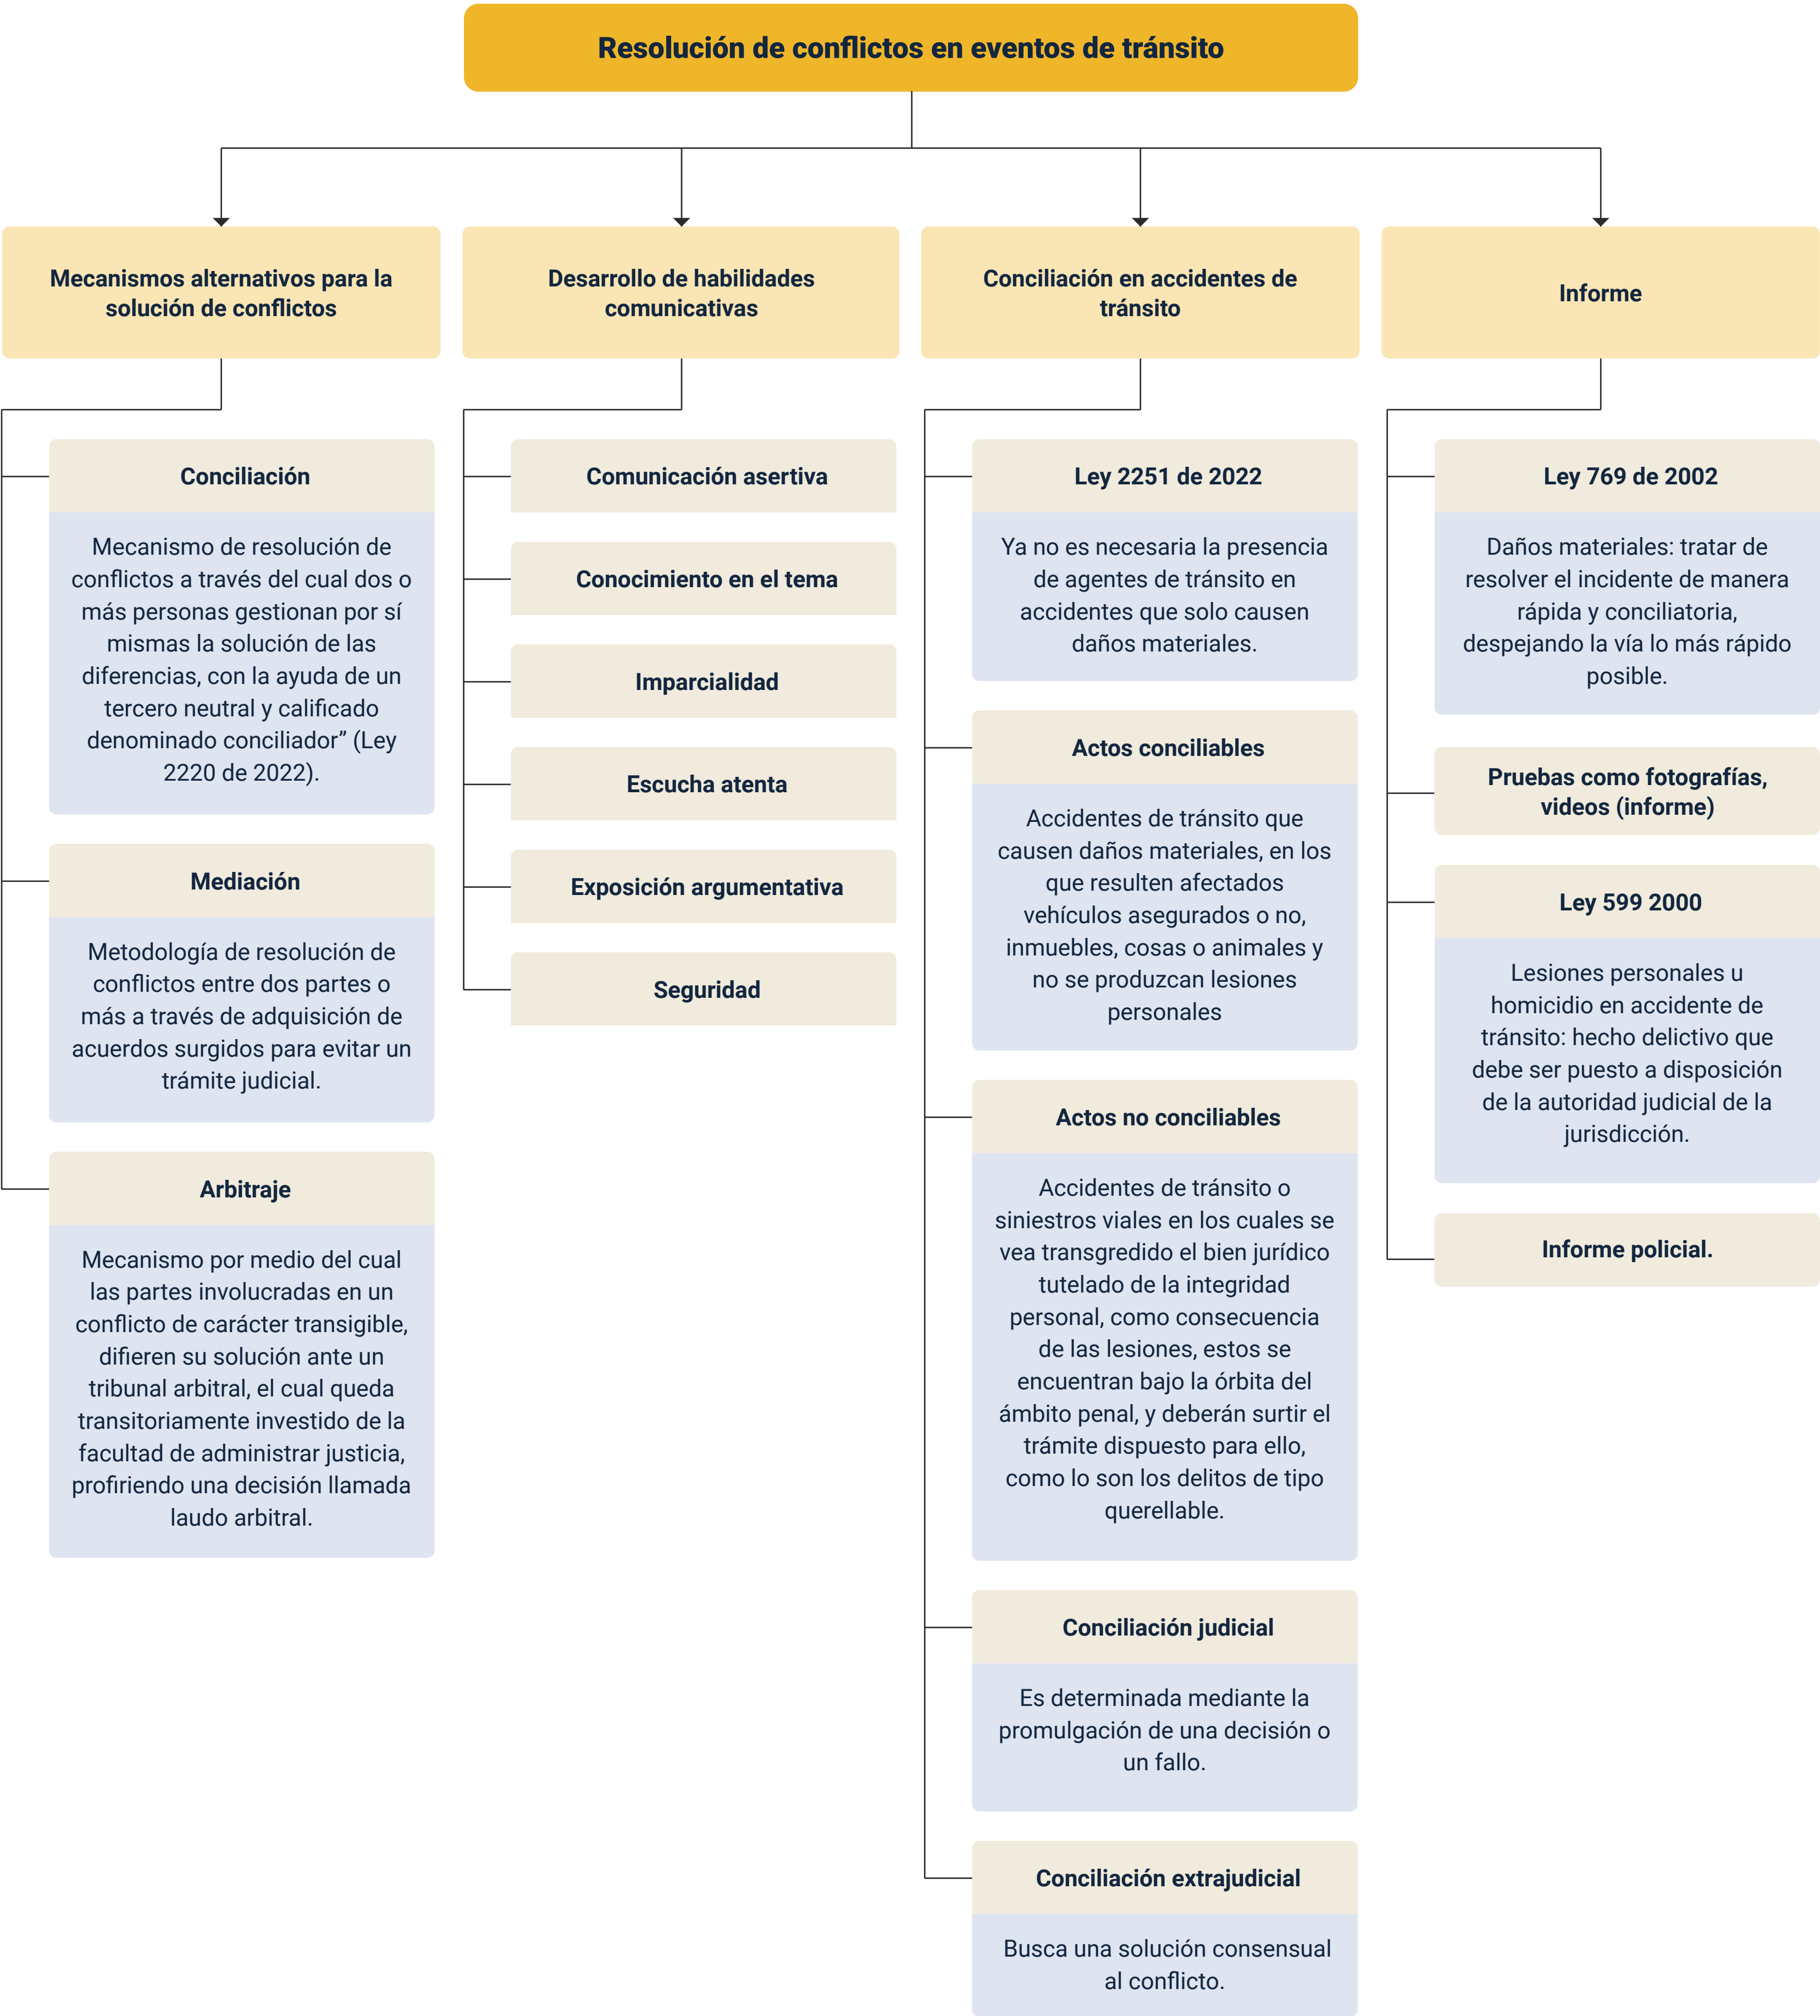 Resolución de conflictos en eventos de tránsito
Mecanismos alternativos para la
solución de conflictos
Conciliación
Mecanismo de resolución de
conflictos a través del cual dos o
más personas gestionan por sí
mismas la solución de las
diferencias, con la ayuda de un
tercero neutral y calificado
denominado conciliador” (Ley
2220 de 2022).
Mediación
Metodología de resolución de
conflictos entre dos partes o
más a través de adquisición de
acuerdos surgidos para evitar un
trámite judicial.
Arbitraje
Mecanismo por medio del cual
las partes involucradas en un
conflicto de carácter transigible,
difieren su solución ante un
tribunal arbitral, el cual queda
transitoriamente investido de la
facultad de administrar justicia,
profiriendo una decisión llamada
laudo arbitral.
Desarrollo de habilidades
comunicativas
Comunicación asertiva
Conocimiento en el tema
Imparcialidad
Escucha atenta
Exposición argumentativa
Seguridad
Conciliación en accidentes de
tránsito
Ley 2251 de 2022
Ya no es necesaria la presencia
de agentes de tránsito en
accidentes que solo causen
daños materiales.
Actos conciliables
Accidentes de tránsito que
causen daños materiales, en los
que resulten afectados
vehículos asegurados o no,
inmuebles, cosas o animales y
no se produzcan lesiones
personales
Actos no conciliables
Accidentes de tránsito o
siniestros viales en los cuales se
vea transgredido el bien jurídico
tutelado de la integridad
personal, como consecuencia
de las lesiones, estos se
encuentran bajo la órbita del
ámbito penal, y deberán surtir el
trámite dispuesto para ello,
como lo son los delitos de tipo
querellable.
Conciliación judicial
Es determinada mediante la
promulgación de una decisión o
un fallo.
Conciliación extrajudicial
Busca una solución consensual
al conflicto.
Informe
Ley 769 de 2002
Daños materiales: tratar de
resolver el incidente de manera
rápida y conciliatoria,
despejando la vía lo más rápido
posible.
Pruebas como fotografías,
videos (informe)
Ley 599 2000
Lesiones personales u
homicidio en accidente de
tránsito: hecho delictivo que
debe ser puesto a disposición
de la autoridad judicial de la
jurisdicción.
Informe policial.